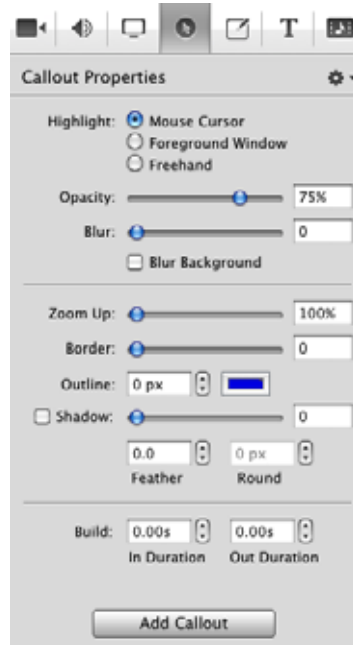 T
Callout Properties
Highlight: Mouse Cursor
Foreground Window
Freehand
Opacity: 75%
Blur: 0
Blur Background
Zoom Up: 100%
Border: 0
Outline: 0 px
Shadow: 0
0.0 0 px
Feather Round
Build: 0.00s 0.00s
In Duration Out Duration
Add Callout